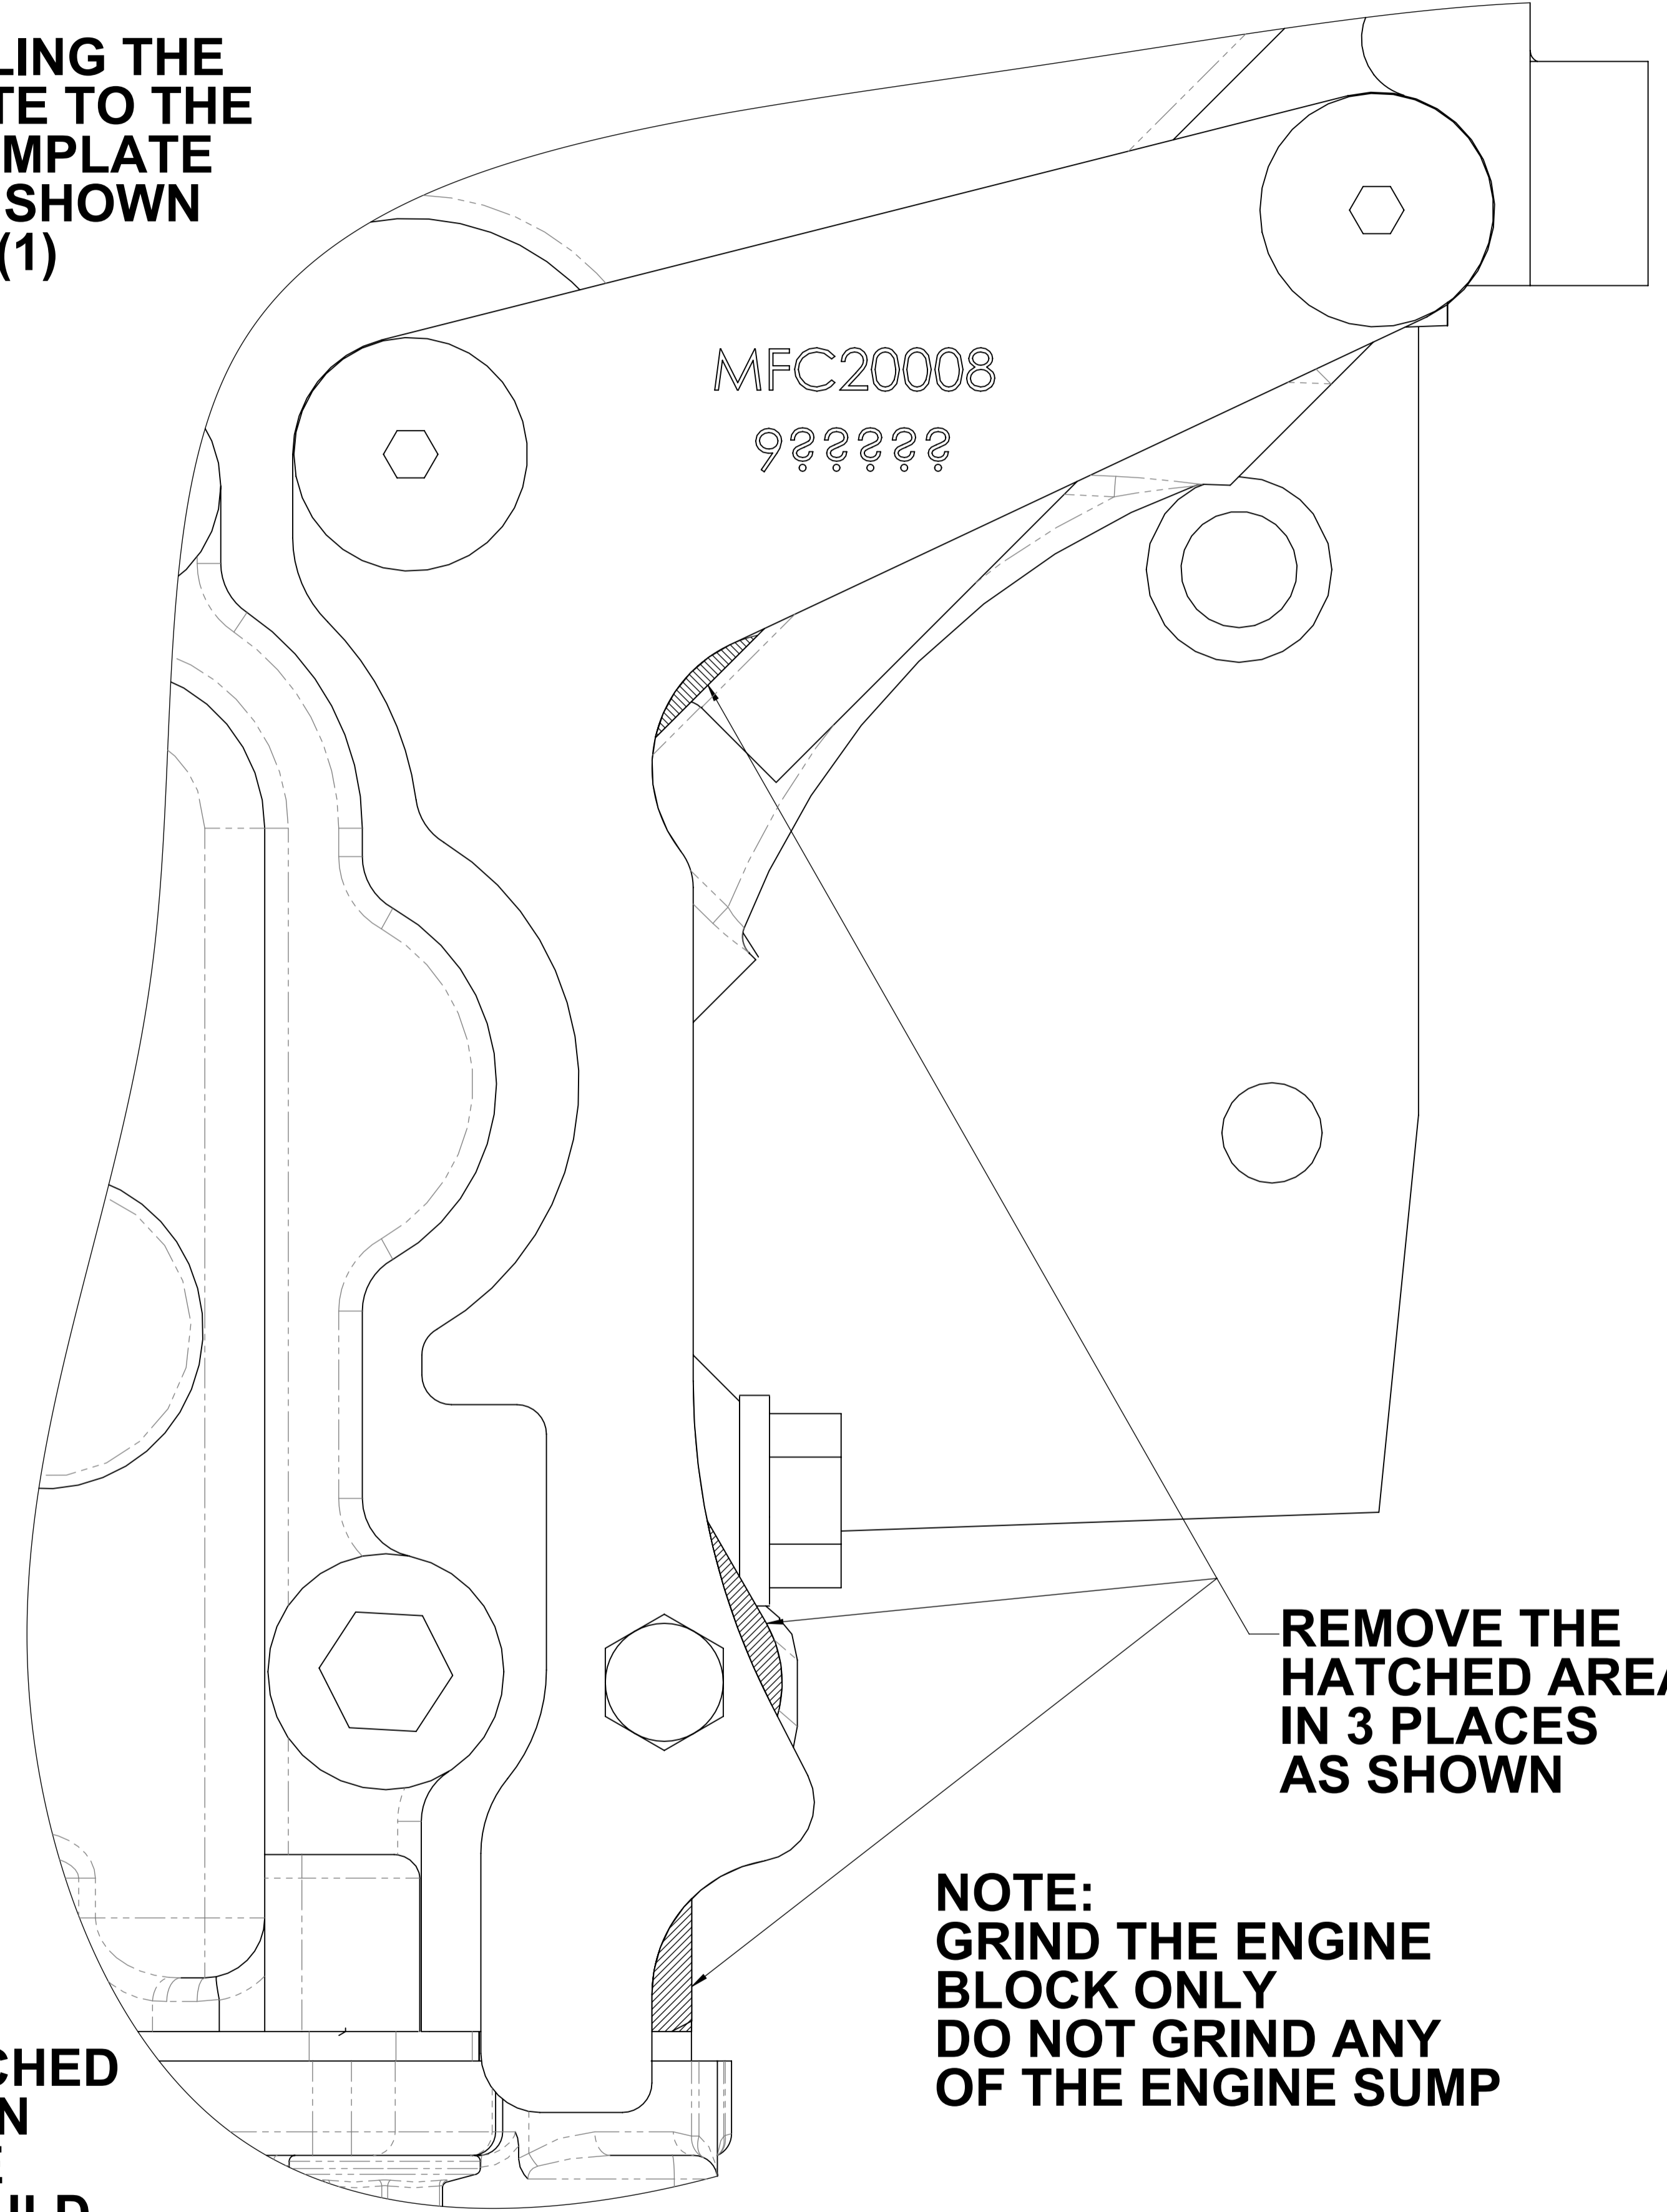 LING THE
TE TO THE
MPLATE
SHOWN
(1)
MFC20008
9?????
REMOVE THE
HATCHED AREA
IN 3 PLACES
AS SHOWN
NOTE:
GRIND THE ENGINE
BLOCK ONLY
DO NOT GRIND ANY
OF THE ENGINE SUMP
CHED
N